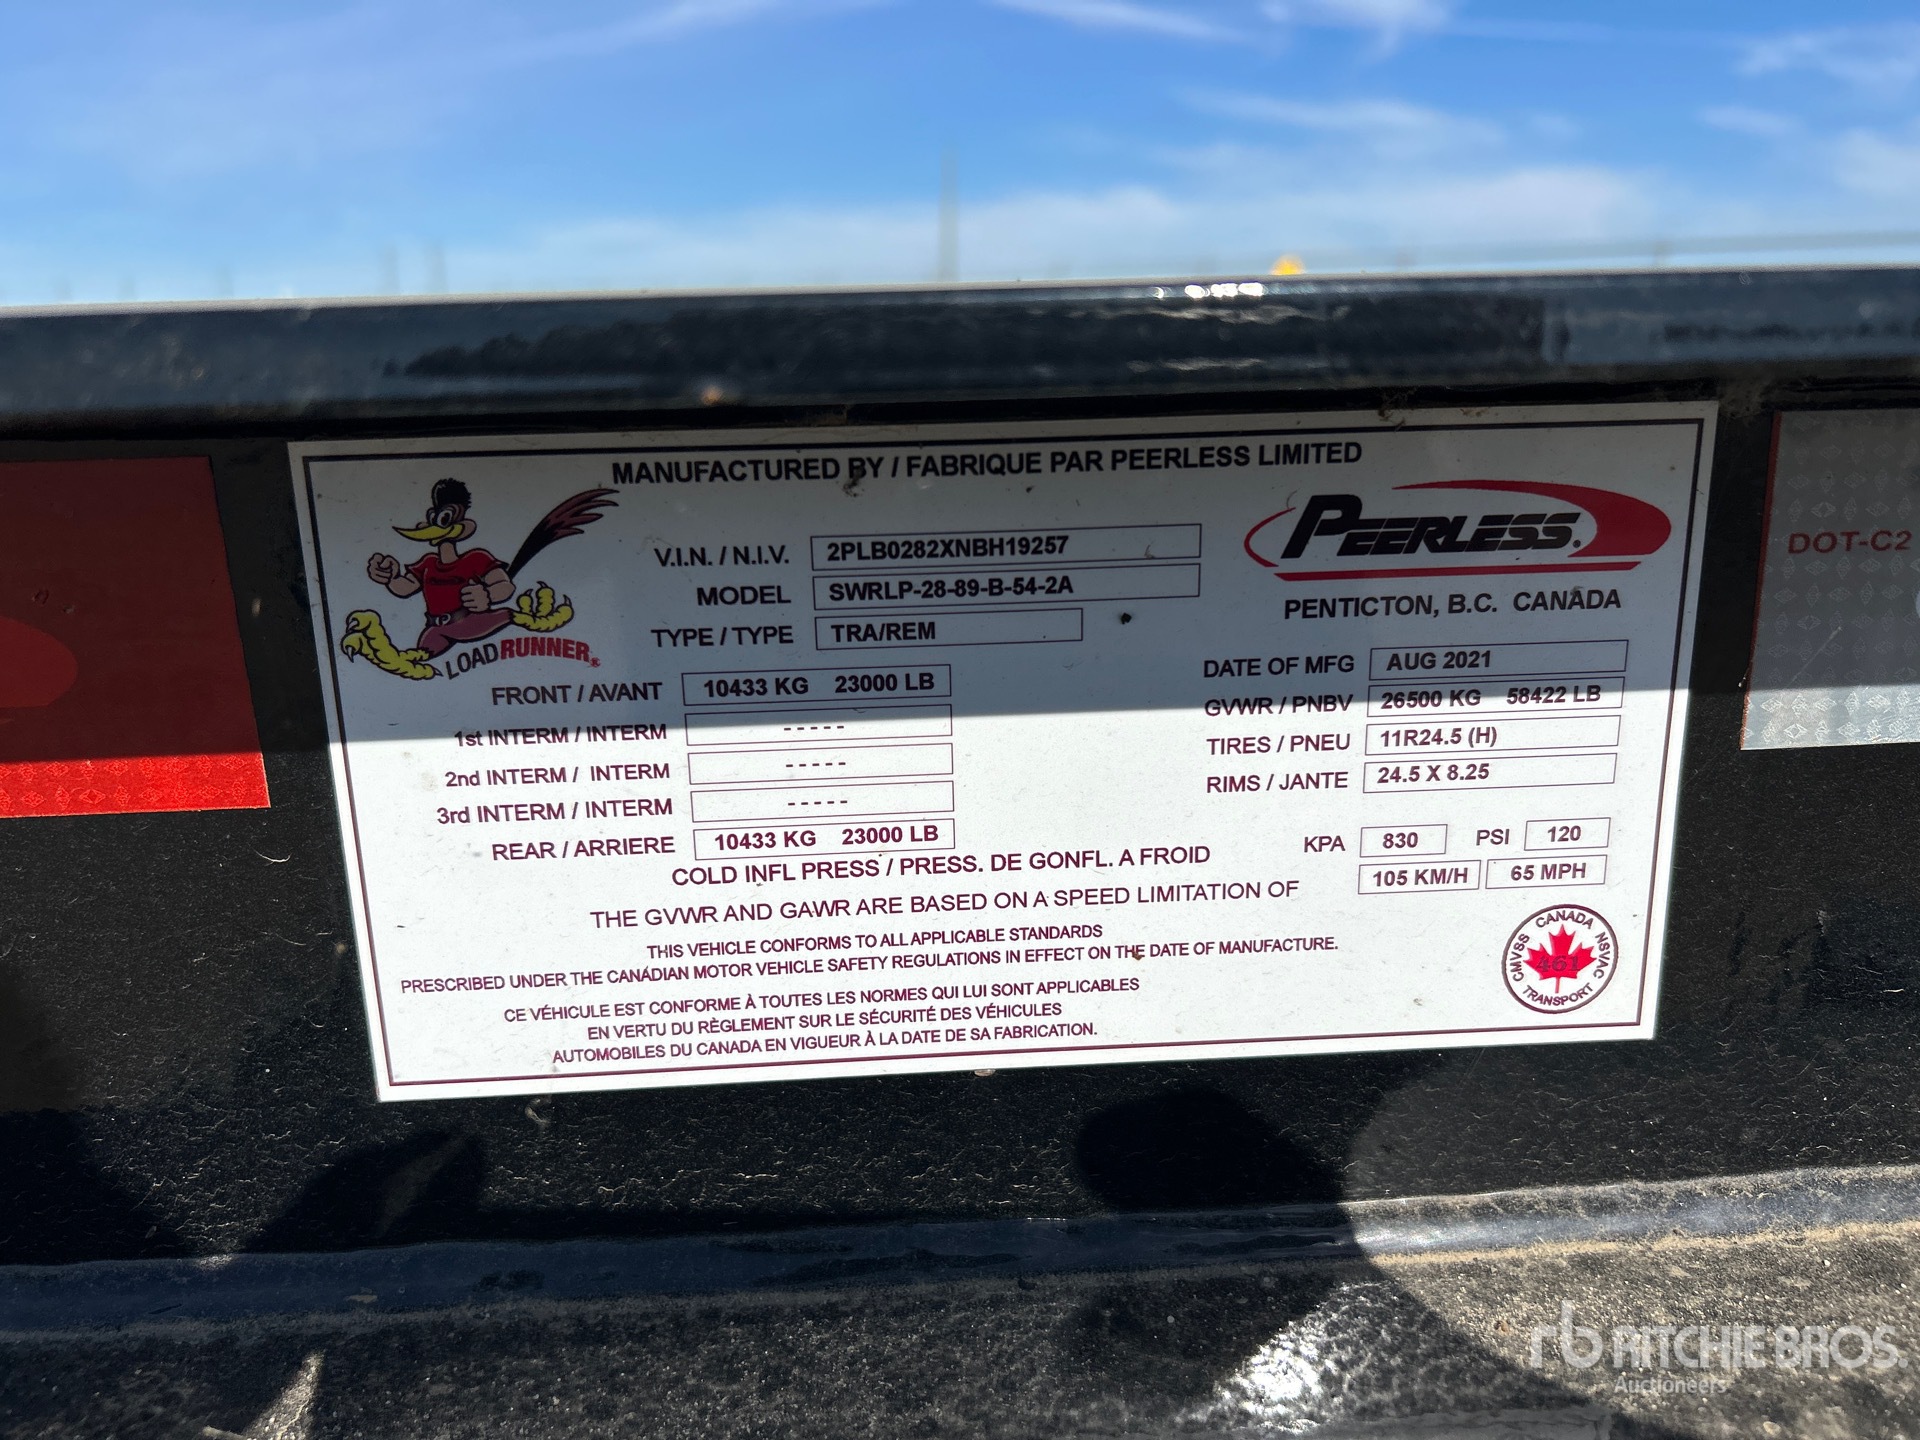 MANUFACTURED BY / FABRIQUE PAR PEERLESS LIMITED
LOADRUNNER®
V.I.N. / N.I.V. 2PLB0282XNBH19257
MODEL SWRLP-28-89-B-54-2A
TYPE / TYPE TRA/REM
PEERLESS.
PENTICTON, B.C. CANADA
FRONT / AVANT 10433 KG 23000 LB
1st INTERM / INTERM - - - - -
2nd INTERM / INTERM - - - - -
3rd INTERM / INTERM - - - - -
REAR / ARRIERE 10433 KG 23000 LB
DATE OF MFG AUG 2021
GVWR / PNBV 26500 KG 58422 LB
TIRES / PNEU 11R24.5 (H)
RIMS / JANTE 24.5 X 8.25
COLD INFL PRESS / PRESS. DE GONFL. A FROID KPA 830 PSI 120
THE GVWR AND GAWR ARE BASED ON A SPEED LIMITATION OF 105 KM/H 65 MPH
THIS VEHICLE CONFORMS TO ALL APPLICABLE STANDARDS
PRESCRIBED UNDER THE CANADIAN MOTOR VEHICLE SAFETY REGULATIONS IN EFFECT ON THE DATE OF MANUFACTURE.
CE VÉHICULE EST CONFORME À TOUTES LES NORMES QUI LUI SONT APPLICABLES
EN VERTU DU RÈGLEMENT SUR LE SÉCURITÉ DES VÉHICULES
AUTOMOBILES DU CANADA EN VIGUEUR À LA DATE DE SA FABRICATION.
CANADA
CMVSS 461 NSVAC
TRANSPORT
DOT-C2
rb RITCHIE BROS.
Auctioneers